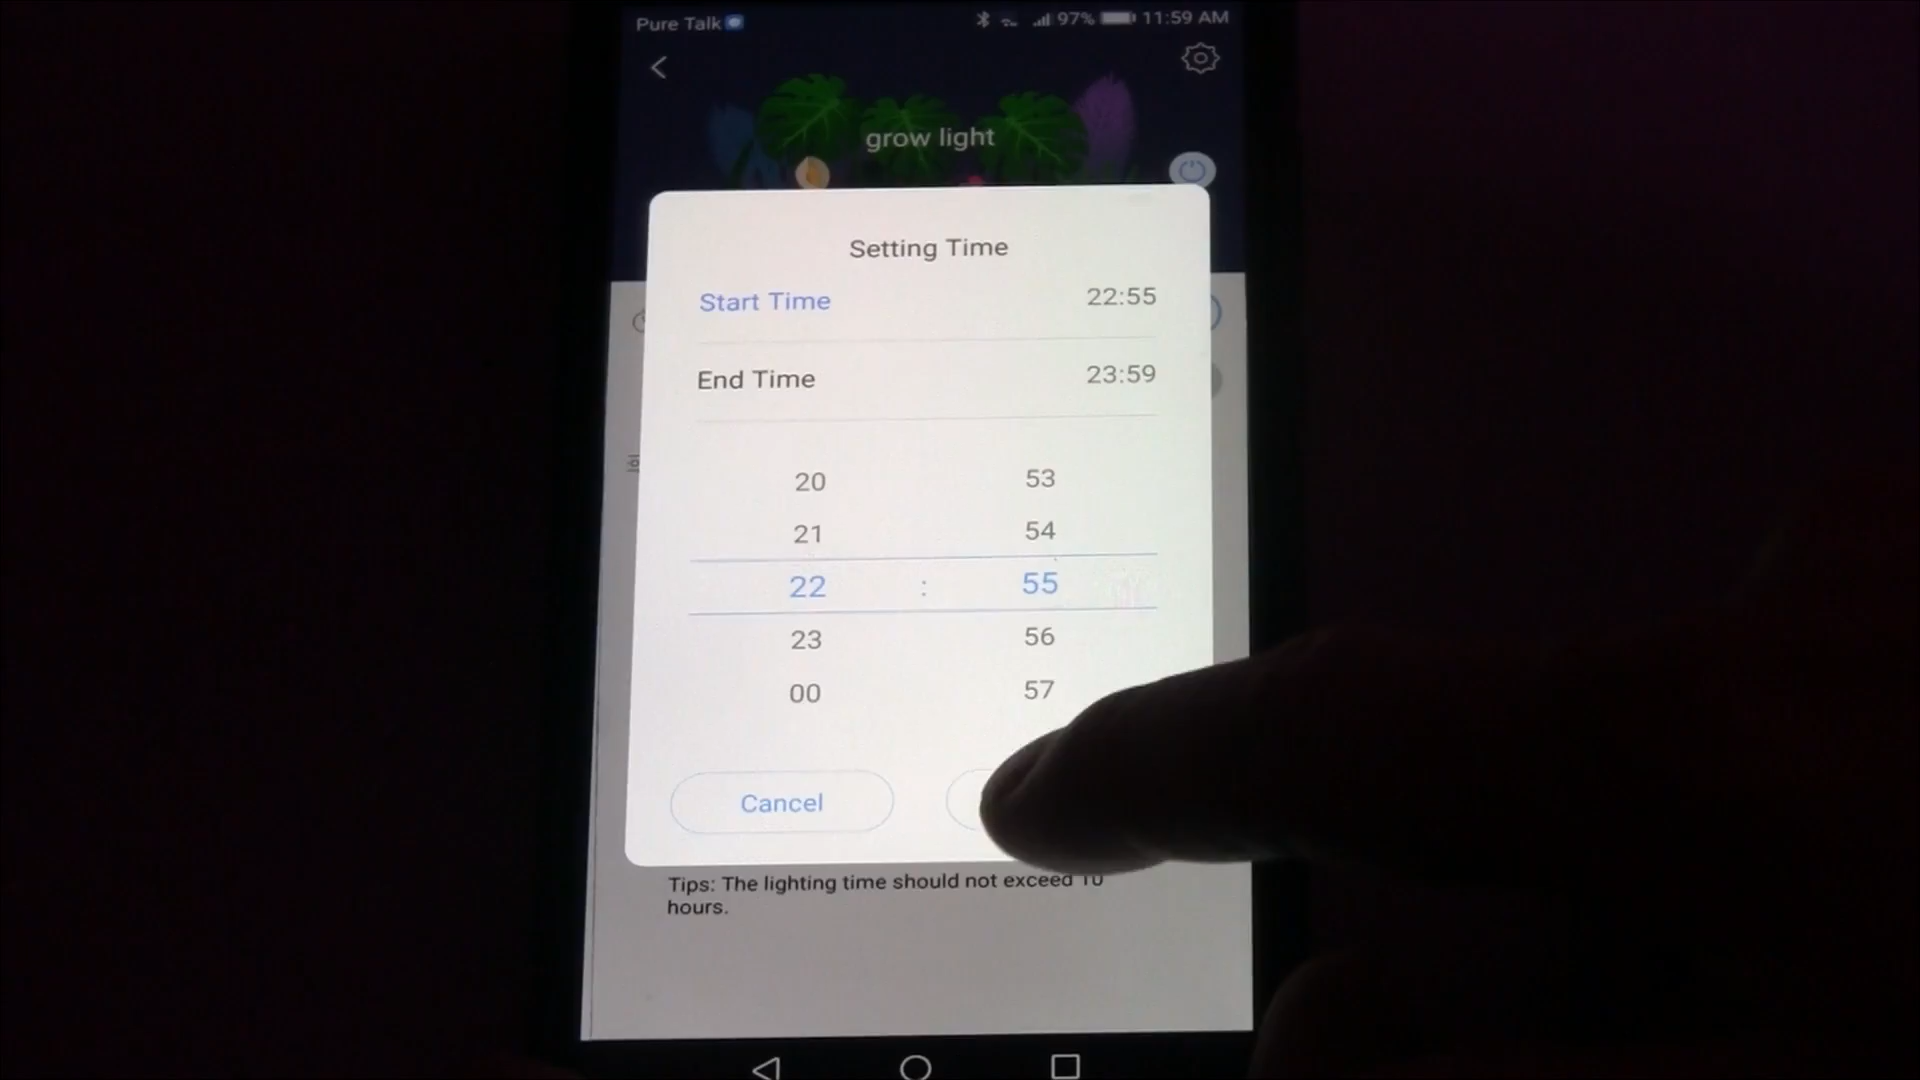 Pure Talk 97% 11:59 AM
grow light
Setting Time
Start Time 22:55
End Time 23:59
20 53
21 54
22 : 55
23 56
00 57
Cancel
Tips: The lighting time should not exceed 10
hours.